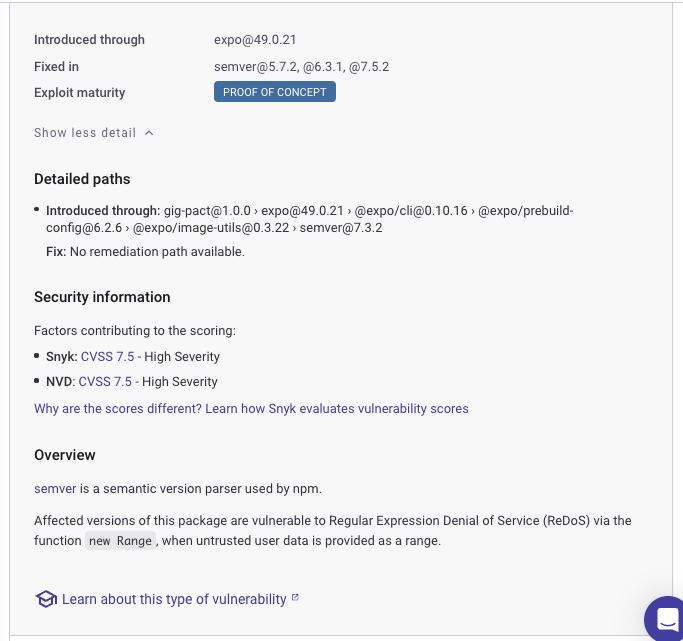 Introduced through expo@49.0.21
Fixed in semver@5.7.2, @6.3.1, @7.5.2
Exploit maturity PROOF OF CONCEPT
Show less detail
Detailed paths
• Introduced through: gig-pact@1.0.0 › expo@49.0.21 › @expo/cli@0.10.16 › @expo/prebuild-
config@6.2.6 › @expo/image-utils@0.3.22 › semver@7.3.2
Fix: No remediation path available.
Security information
Factors contributing to the scoring:
• Snyk: CVSS 7.5 - High Severity
• NVD: CVSS 7.5 - High Severity
Why are the scores different? Learn how Snyk evaluates vulnerability scores
Overview
semver is a semantic version parser used by npm.
Affected versions of this package are vulnerable to Regular Expression Denial of Service (ReDoS) via the
function new Range, when untrusted user data is provided as a range.
Learn about this type of vulnerability